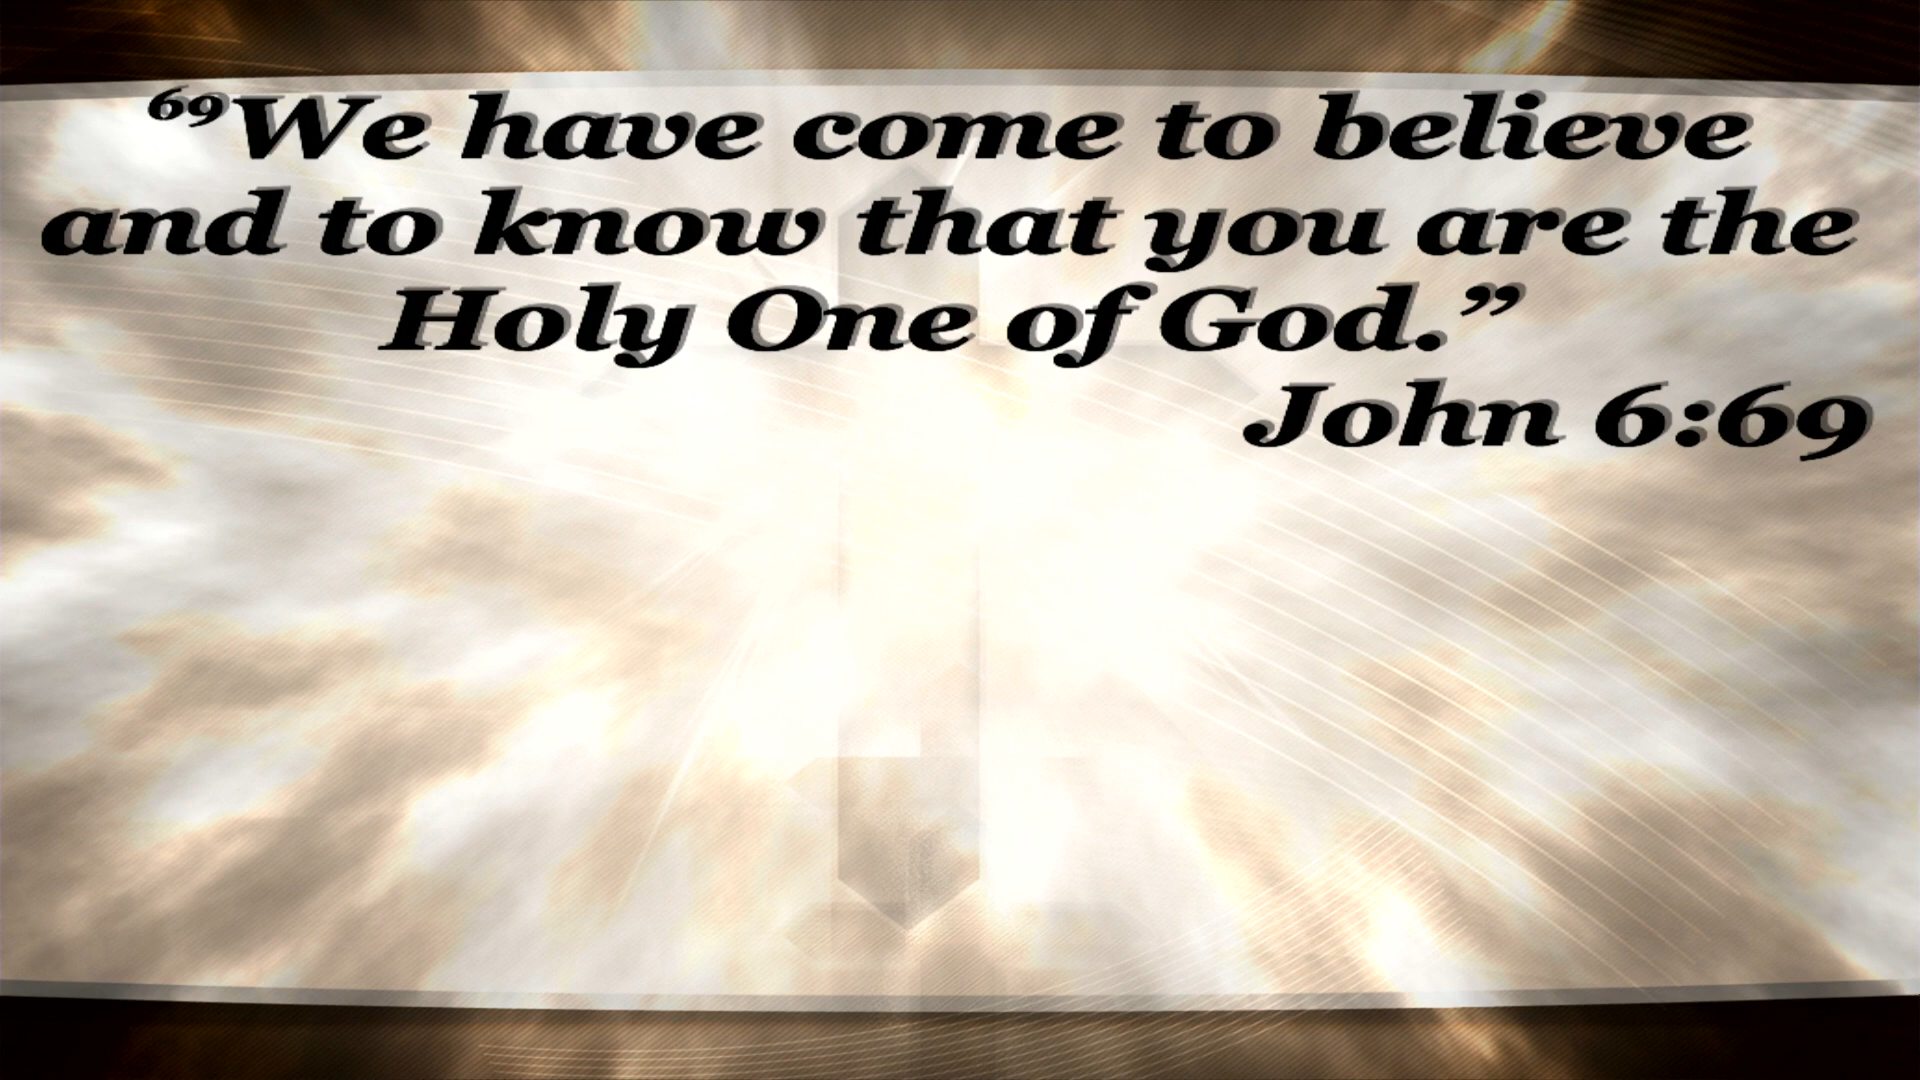 ⁶⁹“We have come to believe
and to know that you are the
Holy One of God.”
John 6:69